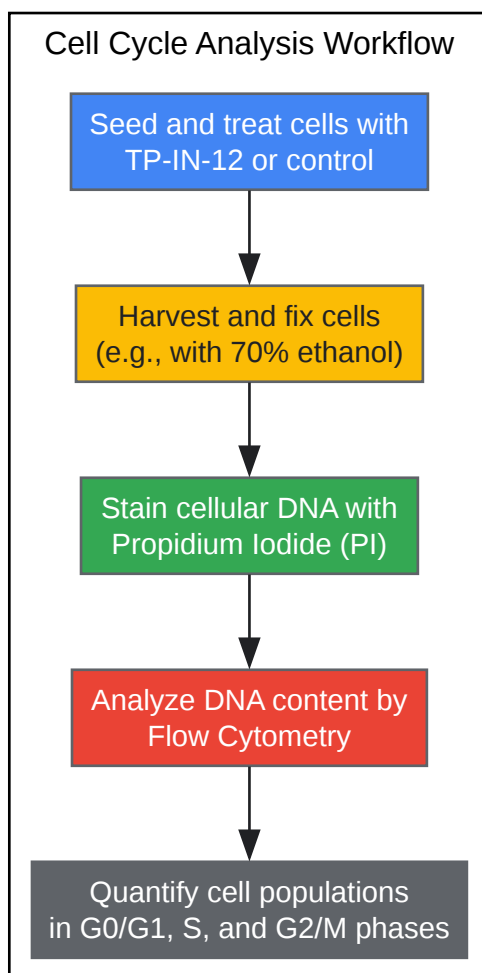 Cell Cycle Analysis Workflow
Seed and treat cells with
TP-IN-12 or control
Harvest and fix cells
(e.g., with 70% ethanol)
Stain cellular DNA with
Propidium Iodide (PI)
Analyze DNA content by
Flow Cytometry
Quantify cell populations
in G0/G1, S, and G2/M phases